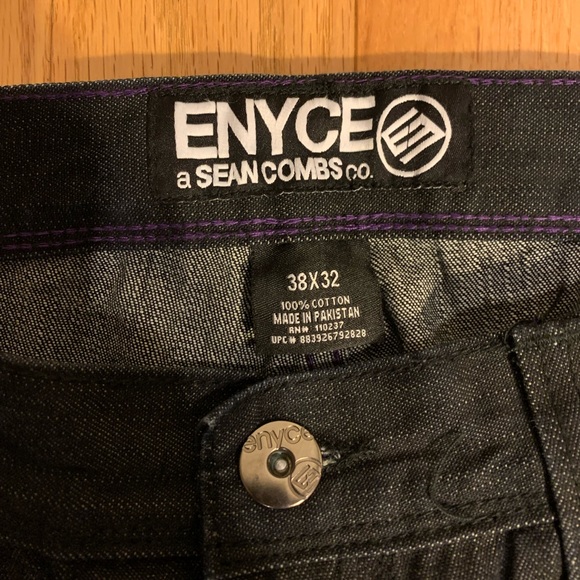 ENYCE
a SEAN COMBS co.
38X32
100% COTTON
MADE IN PAKISTAN
RN# 110237
UPC# 883926792828
enyce